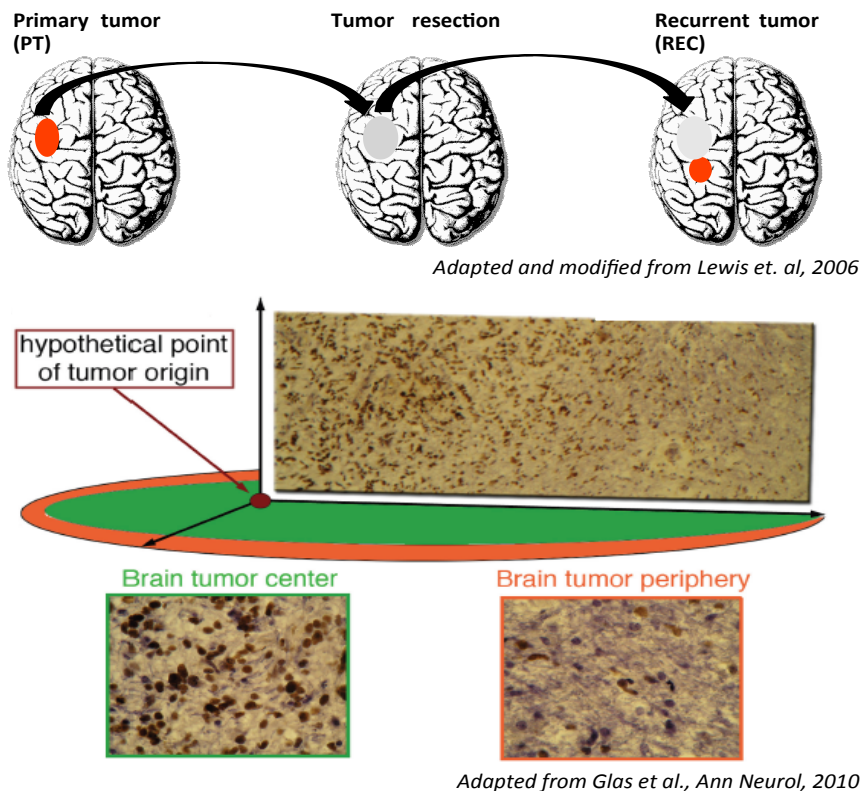 Primary tumor
(PT)
Tumor resection
Recurrent tumor
(REC)
Adapted and modified from Lewis et. al, 2006
hypothetical point
of tumor origin
Brain tumor center
Brain tumor periphery
Adapted from Glas et al., Ann Neurol, 2010